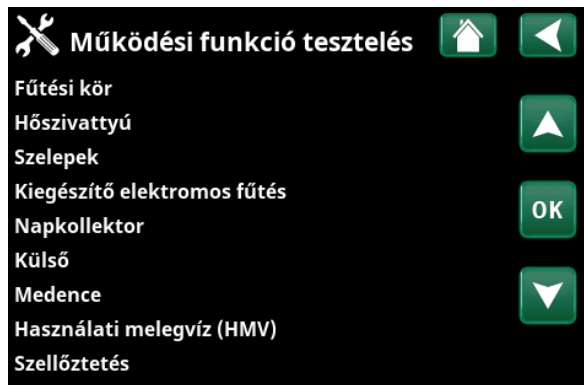 Működési funkció tesztelés
Fűtési kör
Hőszivattyú
Szelepek
Kiegészítő elektromos fűtés
OK
Napkollektor
Külső
Medence
Használati melegvíz (HMV)
Szellőztetés